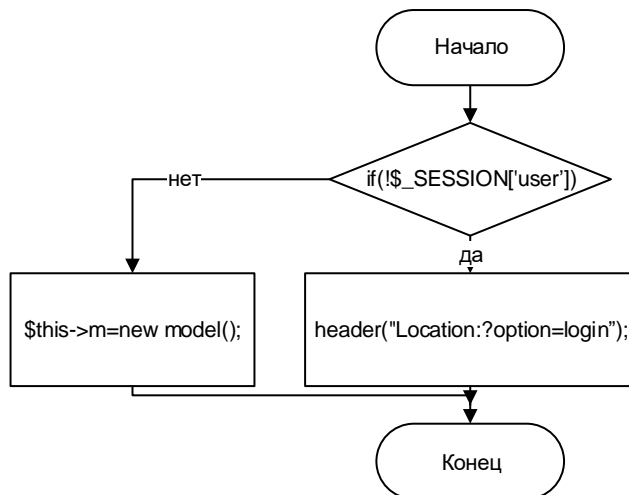 Начало
if(!$_SESSION['user’])
нет
да
$this->m=new model();
header("Location:?option=login”);
Конец